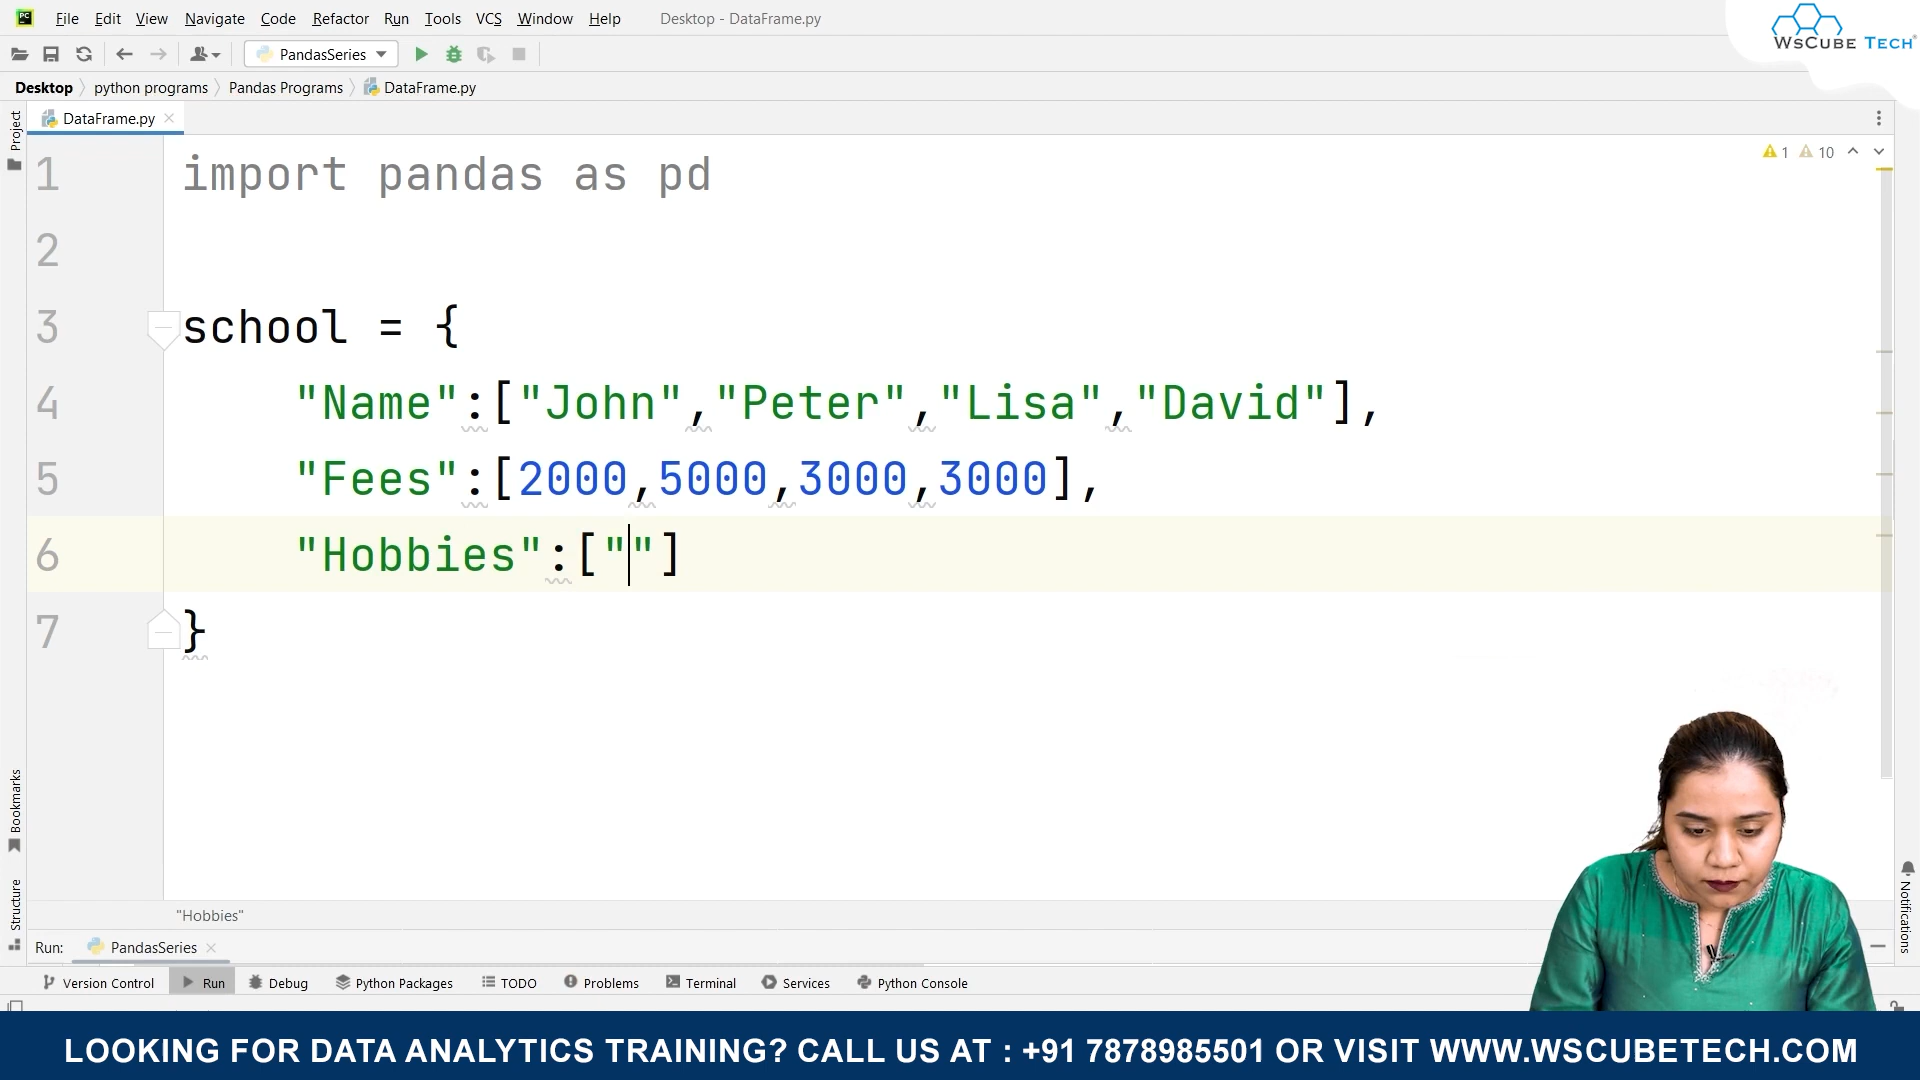 File Edit View Navigate Code Refactor Run Tools VCS Window Help Desktop - DataFrame.py
WsCube Tech
PandasSeries
Desktop python programs Pandas Programs DataFrame.py
Project
DataFrame.py
1 10
1 import pandas as pd
2
3 school = {
4 "Name":["John","Peter","Lisa","David"],
5 "Fees":[2000,5000,3000,3000],
6 "Hobbies":[""]
7 }
Bookmarks
Structure
Notifications
"Hobbies"
Run: PandasSeries
Version Control Run Debug Python Packages TODO Problems Terminal Services Python Console
LOOKING FOR DATA ANALYTICS TRAINING? CALL US AT : +91 7878985501 OR VISIT WWW.WSCUBETECH.COM